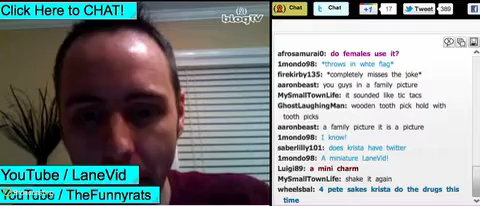 Click Here to CHAT!
blogTV
YouTube / LaneVid
YouTube / TheFunnyrats
Chat
Chat
+1
17
Tweet
389
afrosamurai0: do females use it?
1mondo98: *throws in whte flag*
firekirby135: *completely misses the joke*
aaronbeast: you guys in a family picture
MySmallTownLife: it sounded like tic tacs
GhostLaughingMan: wooden tooth pick hold with
tooth picks
aaronbeast: a family picture it is a picture
1mondo98: I know!
saberlilly101: does krista have twitter
1mondo98: A miniature LaneVid!
Luigi89: a mini charm
MySmallTownLife: shake it again
wheelsbal: 4 pete sakes krista do the drugs this
time